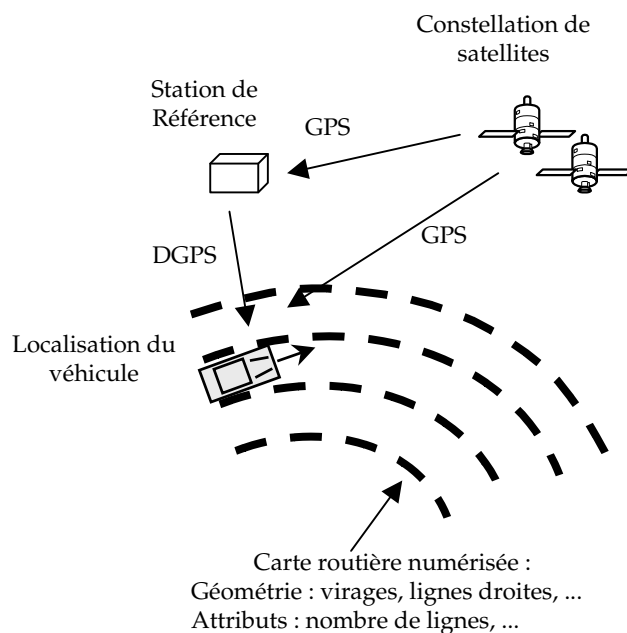 Constellation de
satellites
Station de
Référence
GPS
GPS
DGPS
Localisation du
véhicule
Carte routière numérisée :
Géométrie : virages, lignes droites, ...
Attributs : nombre de lignes, ...